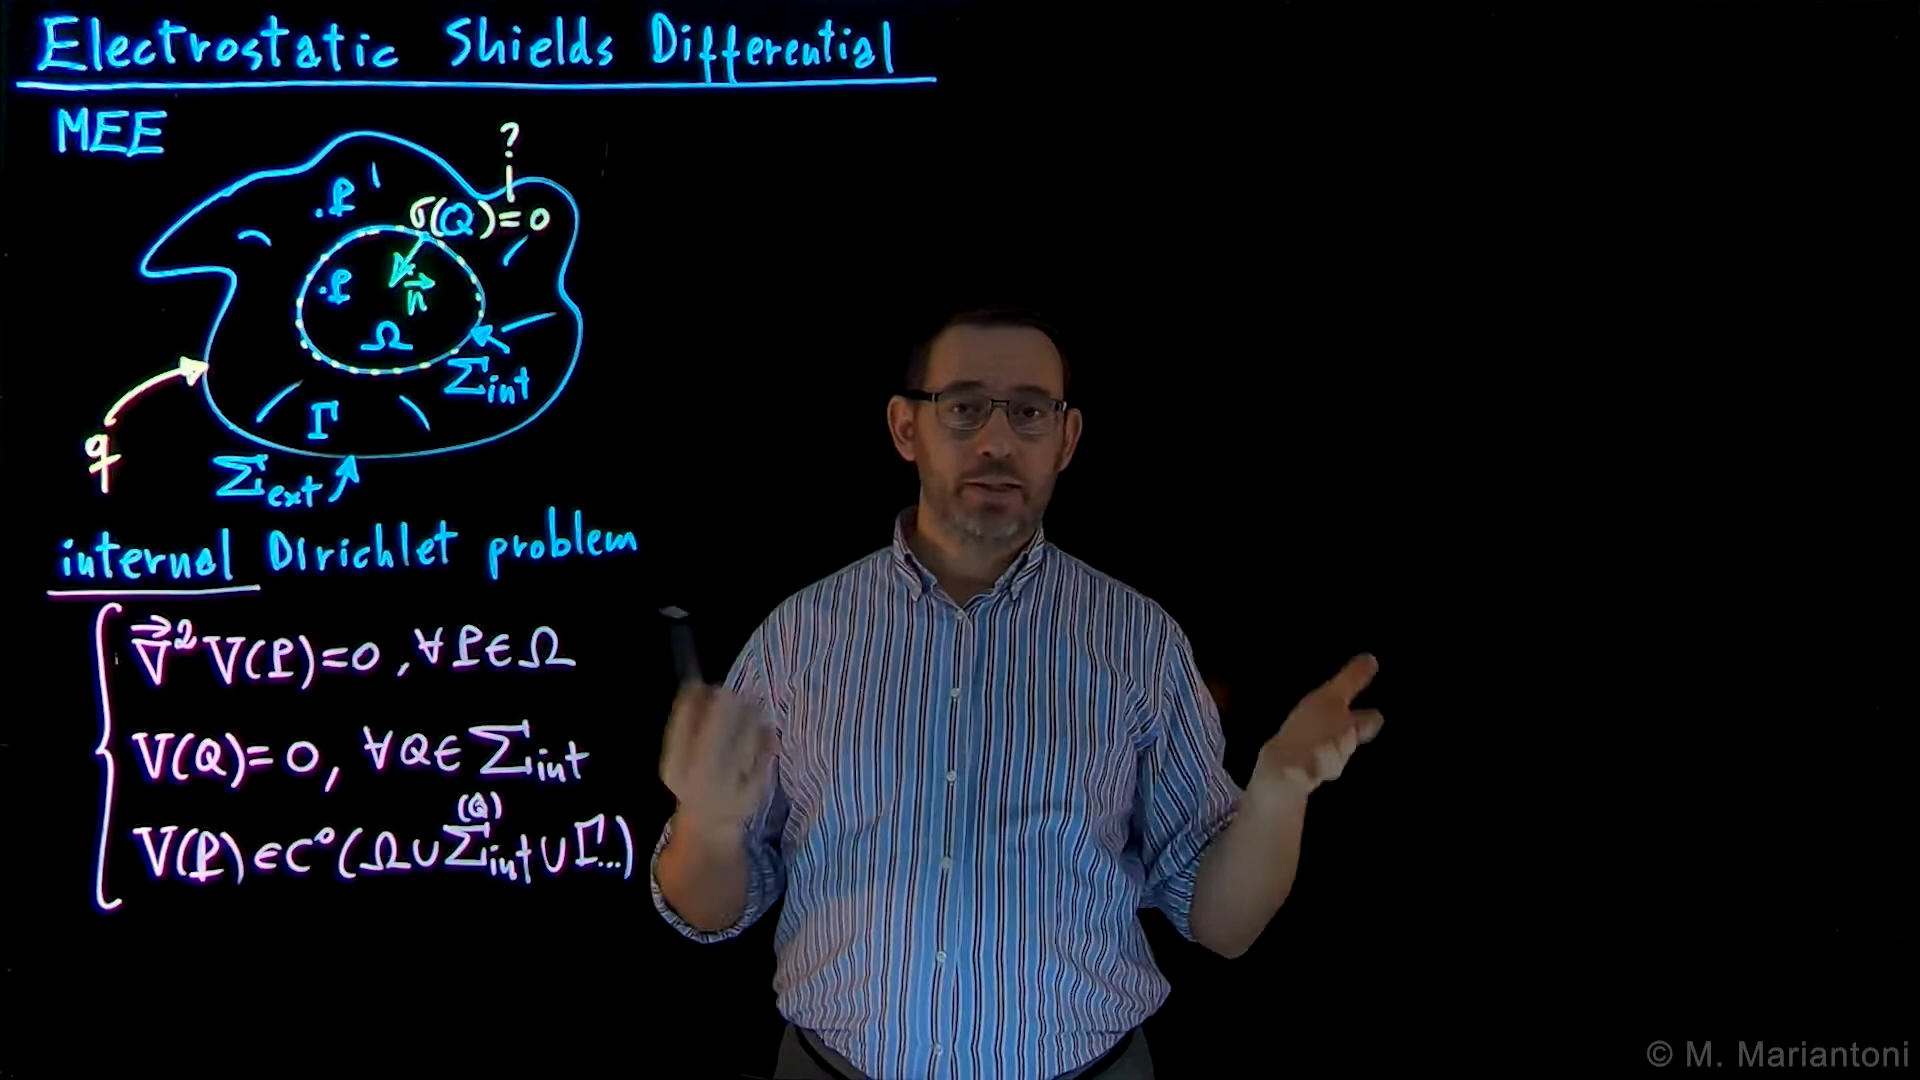 Electrostatic Shields Differential
MEE
?
.P
σ(Q)=0
.P
n⃗
Ω
Σint
Γ
q
Σext
internal Dirichlet problem
∇⃗²V(P)=0, ∀P∈Ω
V(Q)=0, ∀Q∈Σint
(Q)
V(P)∈C⁰(Ω∪Σint∪Γ...)
© M. Mariantoni